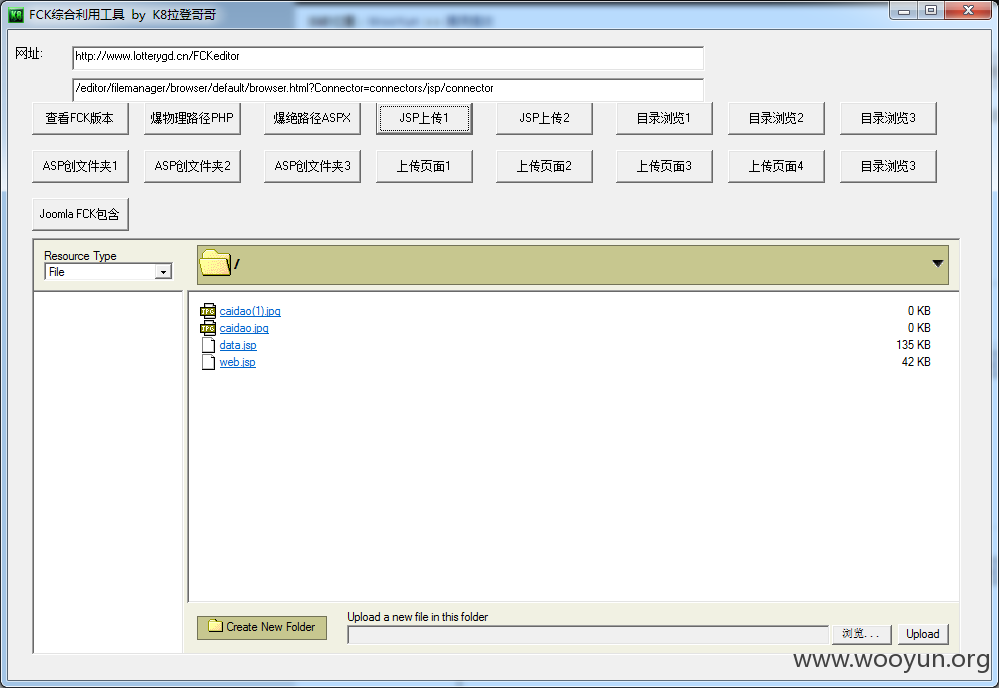 FCK综合利用工具 by K8拉登哥哥
网址:
http://www.lotterygd.cn/FCKeditor
/editor/filemanager/browser/default/browser.html?Connector=connectors/jsp/connector
查看FCK版本 爆物理路径PHP 爆绝路径ASPX JSP上传1 JSP上传2 目录浏览1 目录浏览2 目录浏览3
ASP创文件夹1 ASP创文件夹2 ASP创文件夹3 上传页面1 上传页面2 上传页面3 上传页面4 目录浏览3
Joomla FCK包含
Resource Type
File
/
caidao(1).jpg 0 KB
caidao.jpg 0 KB
data.jsp 135 KB
web.jsp 42 KB
Create New Folder
Upload a new file in this folder
浏览... Upload
www.wooyun.org